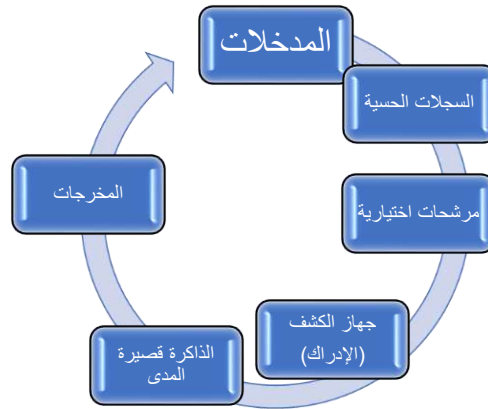 المدخلات
السجلات الحسية
مرشحات اختيارية
جهاز الكشف
(الإدراك)
الذاكرة قصيرة
المدى
المخرجات